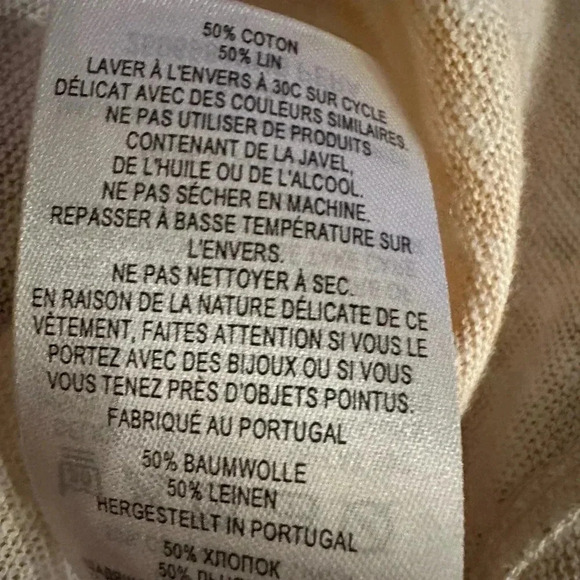 50% COTON
50% LIN
LAVER À L'ENVERS À 30C SUR CYCLE
DÉLICAT AVEC DES COULEURS SIMILAIRES.
NE PAS UTILISER DE PRODUITS
CONTENANT DE LA JAVEL,
DE L'HUILE OU DE L'ALCOOL.
NE PAS SÉCHER EN MACHINE.
REPASSER À BASSE TEMPÉRATURE SUR
L'ENVERS.
NE PAS NETTOYER À SEC.
EN RAISON DE LA NATURE DÉLICATE DE CE
VÊTEMENT, FAITES ATTENTION SI VOUS LE
PORTEZ AVEC DES BIJOUX OU SI VOUS
VOUS TENEZ PRÈS D'OBJETS POINTUS.
FABRIQUÉ AU PORTUGAL
50% BAUMWOLLE
50% LEINEN
HERGESTELLT IN PORTUGAL
50% ХЛОПОК
50%